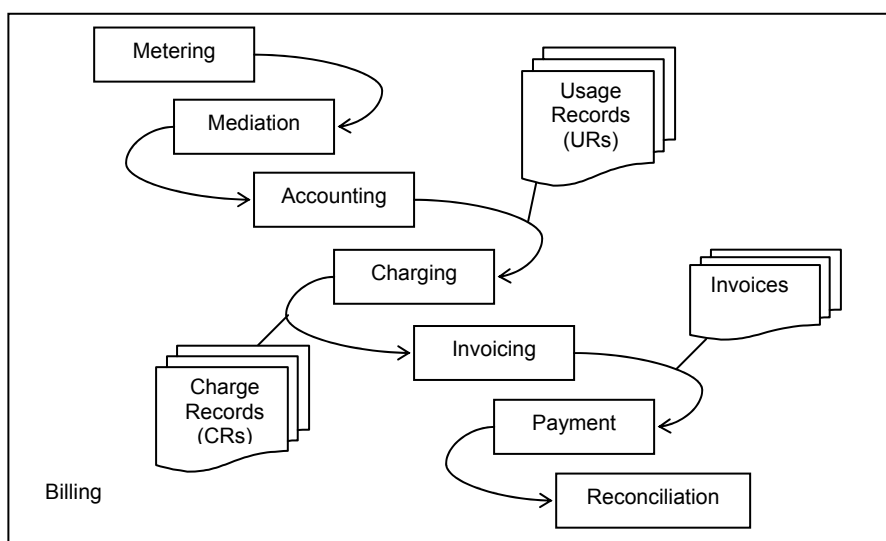 Metering
Mediation
Usage
Records
(URs)
Accounting
Charging
Invoices
Invoicing
Charge
Records
(CRs)
Payment
Billing
Reconciliation